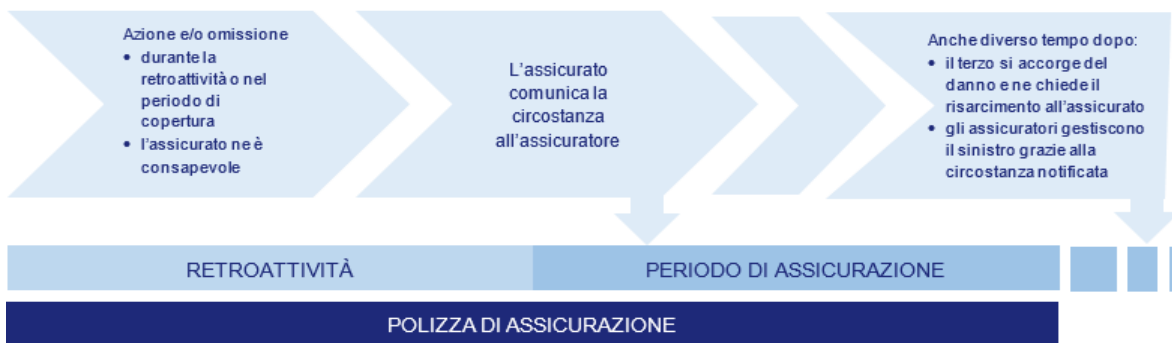 Azione e/o omissione
• durante la
retroattività o nel
periodo di
copertura
• l'assicurato ne è
consapevole
L'assicurato
comunica la
circostanza
all'assicuratore
Anche diverso tempo dopo:
• il terzo si accorge del
danno e ne chiede il
risarcimento all'assicurato
• gli assicuratori gestiscono
il sinistro grazie alla
circostanza notificata
RETROATTIVITÀ
PERIODO DI ASSICURAZIONE
POLIZZA DI ASSICURAZIONE